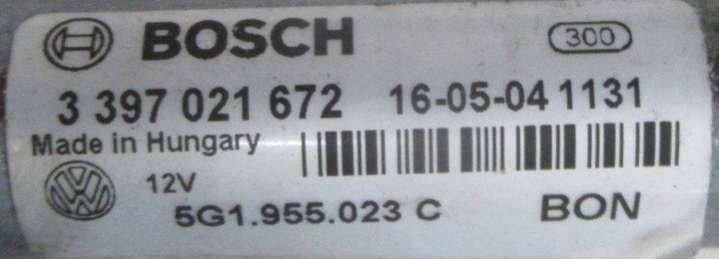 BOSCH 300
3 397 021 672 16-05-04 1131
Made in Hungary
12V
5G1.955.023 C BON